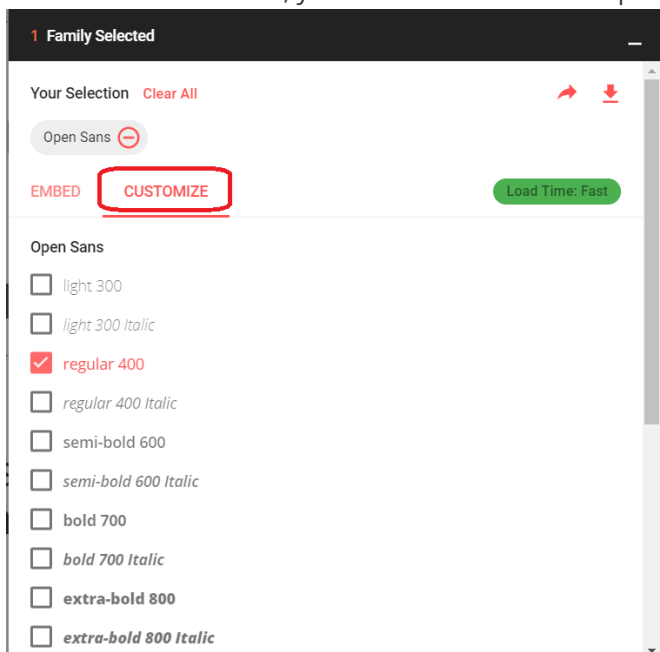 1 Family Selected
Your Selection Clear All
Open Sans
EMBED CUSTOMIZE Load Time: Fast
Open Sans
light 300
light 300 Italic
regular 400
regular 400 Italic
semi-bold 600
semi-bold 600 Italic
bold 700
bold 700 Italic
extra-bold 800
extra-bold 800 Italic